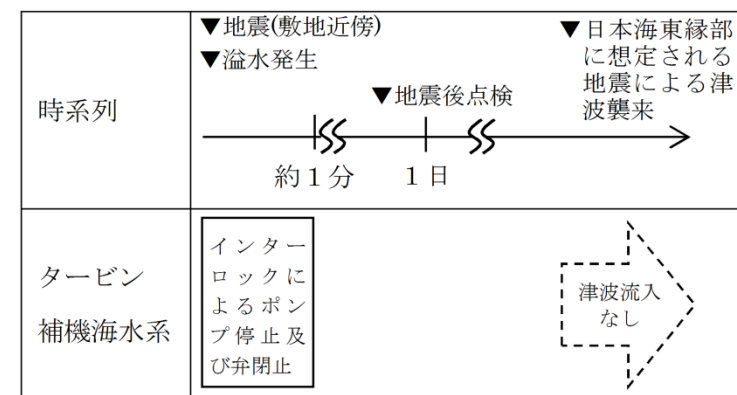 ▼地震(敷地近傍)
▼溢水発生
▼日本海東縁部
に想定される
地震による津
波襲来
▼地震後点検
時系列
約1分
1日
タービン
補機海水系
インター
ロックに
よるポン
プ停止及
び弁閉止
津波流入
なし